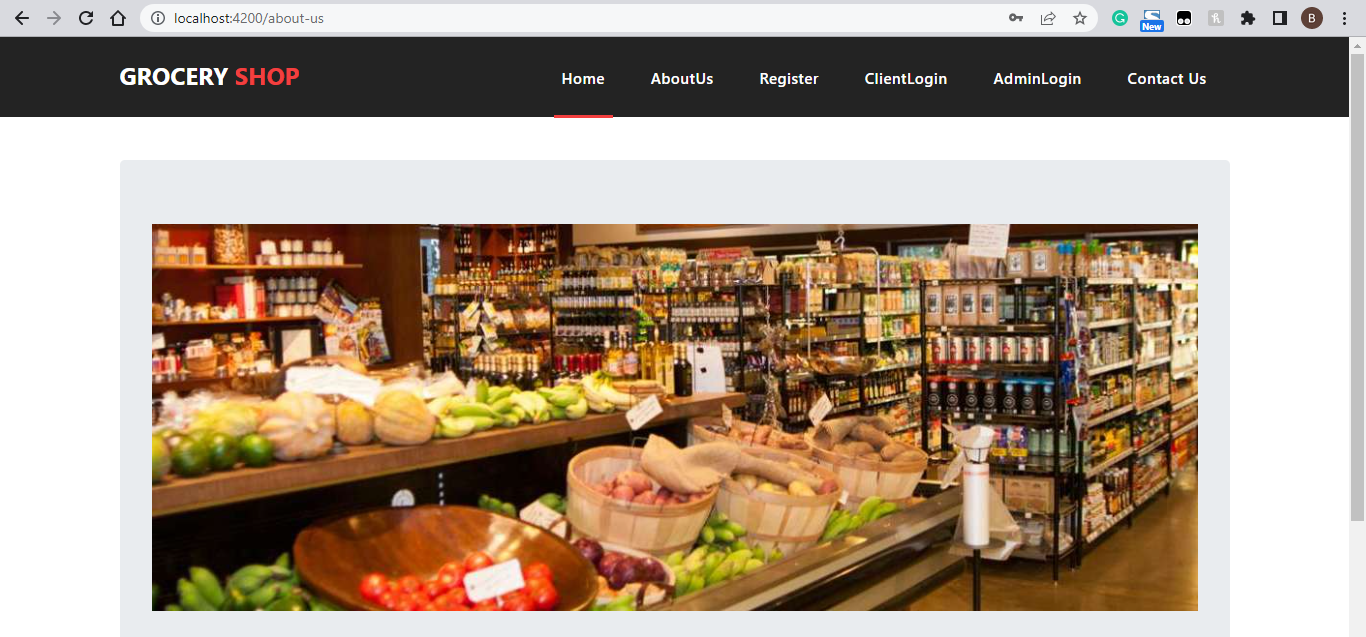 localhost:4200/about-us
New
B
GROCERY SHOP
Home
AboutUs
Register
ClientLogin
AdminLogin
Contact Us